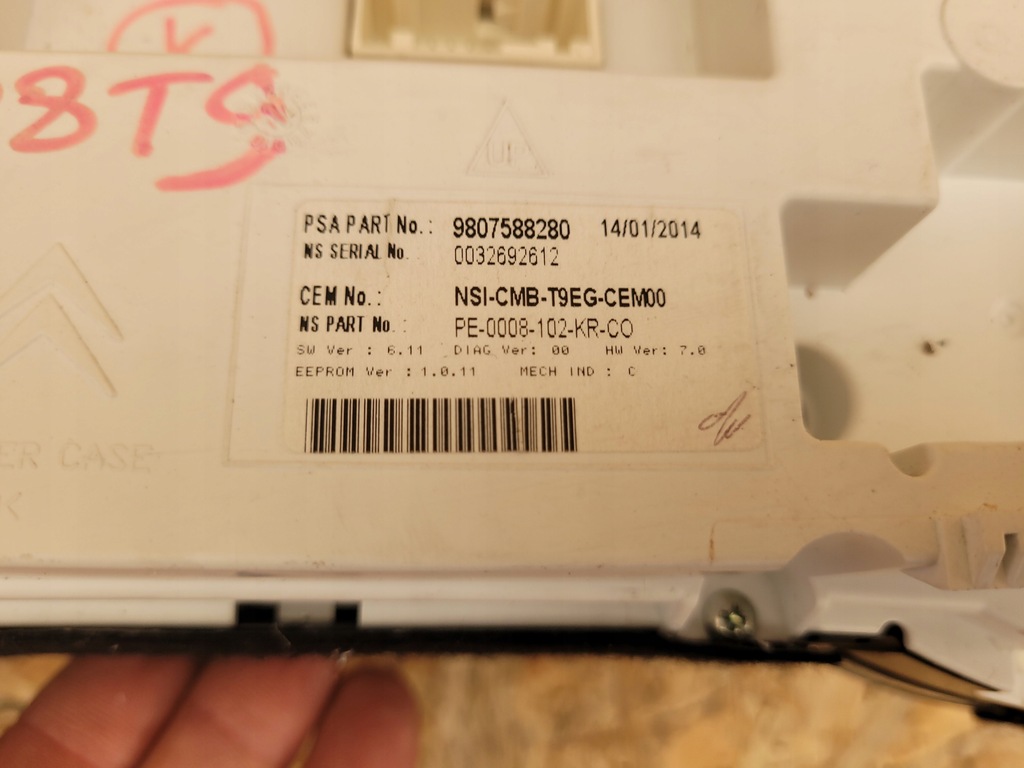 K
8T9
UP
PSA PART No. : 9807588280 14/01/2014
NS SERIAL No. 0032692612
CEM No. : NSI-CMB-T9EG-CEM00
NS PART No. : PE-0008-102-KR-CO
SW Ver : 6.11 DIAG Ver: 00 HW Ver: 7.0
EEPROM Ver : 1.0.11 MECH IND : C
ER CASE